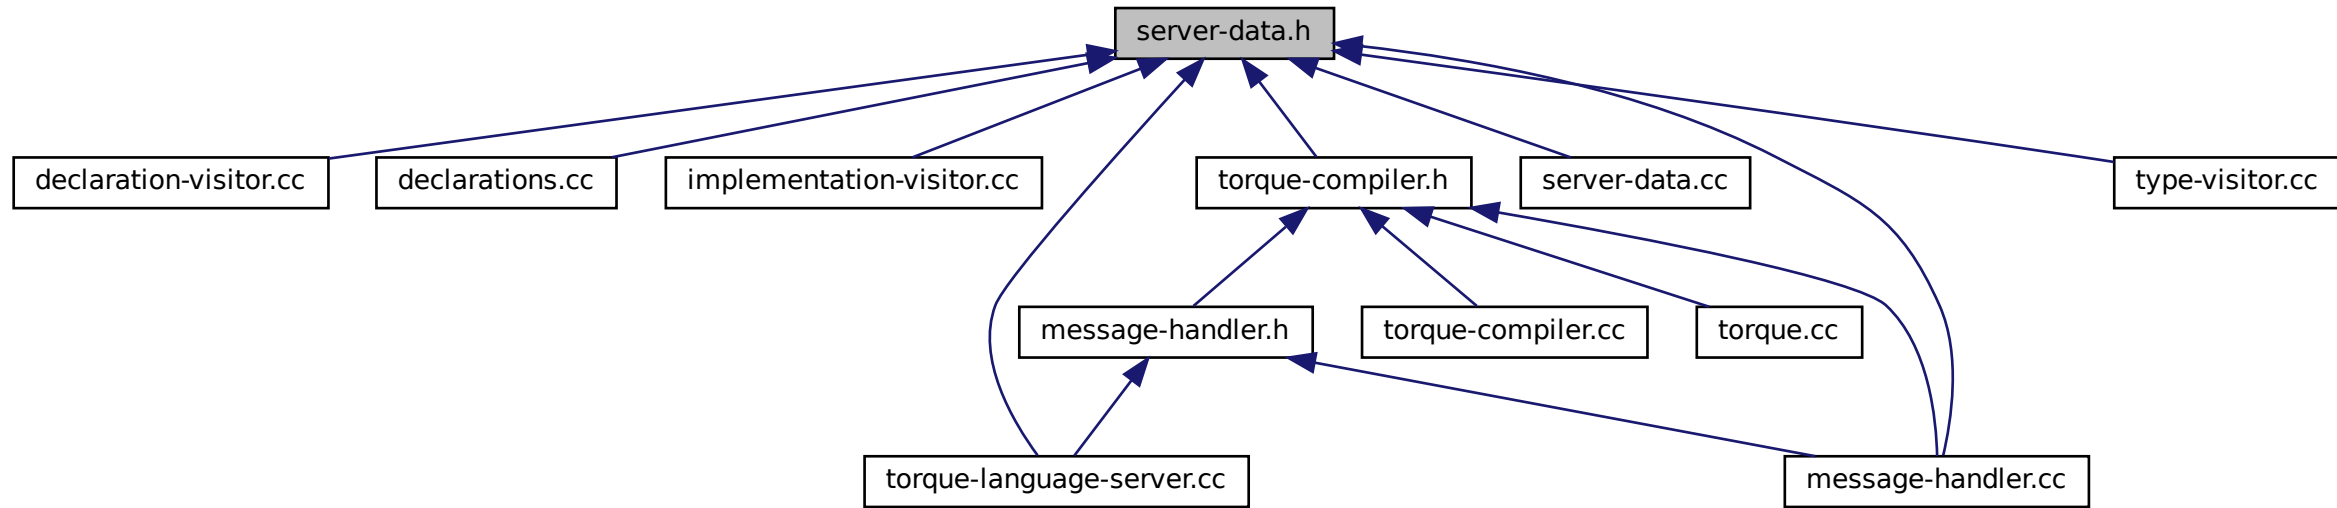 server-data.h
declaration-visitor.cc
declarations.cc
implementation-visitor.cc
torque-compiler.h
server-data.cc
type-visitor.cc
message-handler.h
torque-compiler.cc
torque.cc
torque-language-server.cc
message-handler.cc